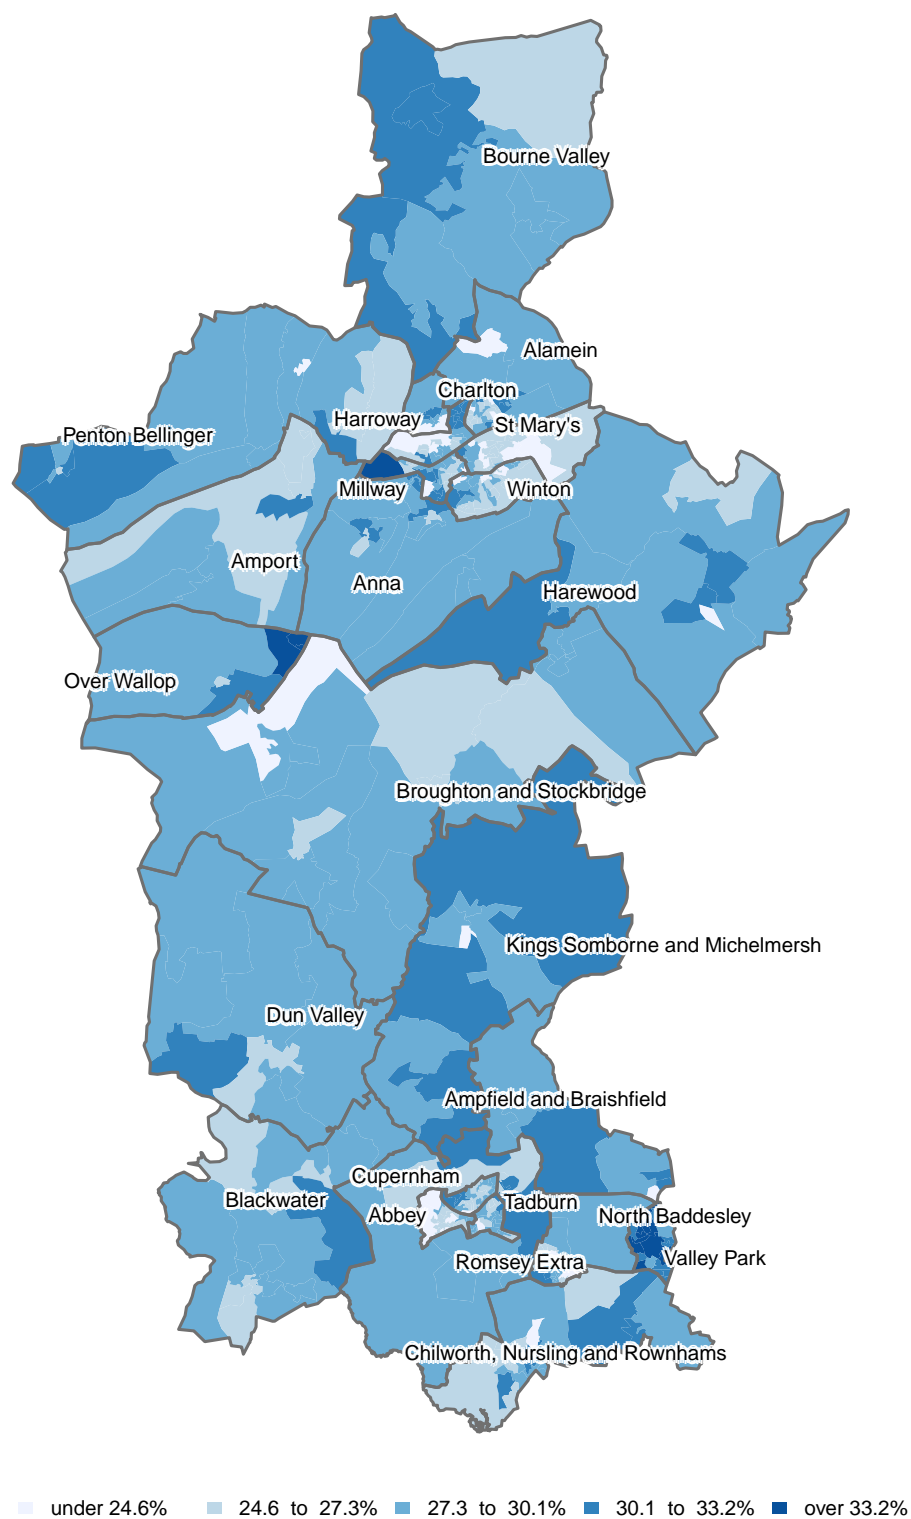 Bourne Valley
Alamein
Charlton
Harroway
St Mary's
Penton Bellinger
Millway
Winton
Amport
Anna
Harewood
Over Wallop
Broughton and Stockbridge
Kings Somborne and Michelmersh
Dun Valley
Ampfield and Braishfield
Cupernham
Blackwater
Tadburn
Abbey
North Baddesley
Valley Park
Romsey Extra
Chilworth, Nursling and Rownhams
under 24.6% 24.6 to 27.3% 27.3 to 30.1% 30.1 to 33.2% over 33.2%